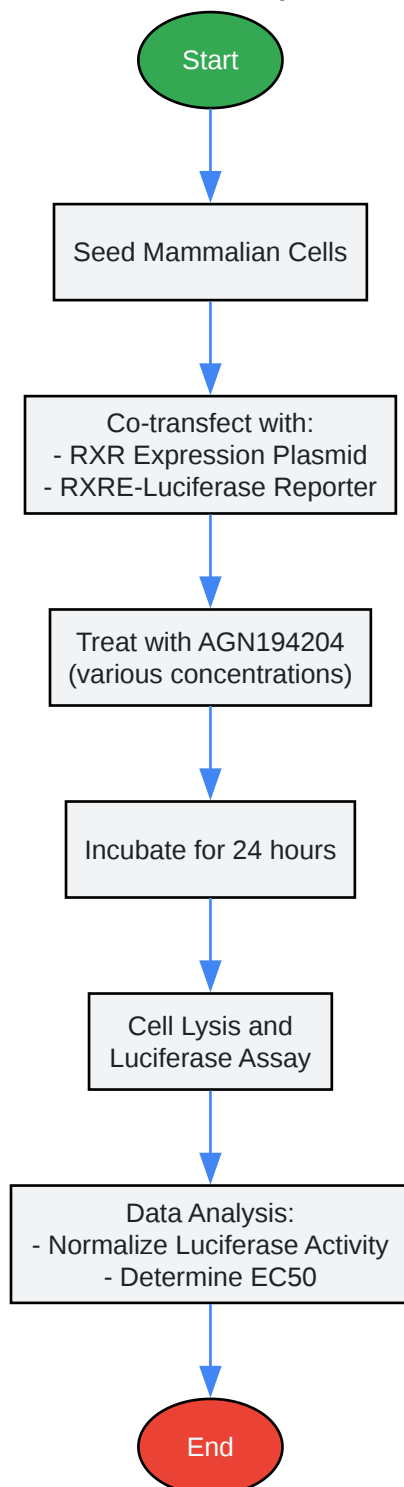 Start
Seed Mammalian Cells
Co-transfect with:
- RXR Expression Plasmid
- RXRE-Luciferase Reporter
Treat with AGN194204
(various concentrations)
Incubate for 24 hours
Cell Lysis and
Luciferase Assay
Data Analysis:
- Normalize Luciferase Activity
- Determine EC50
End